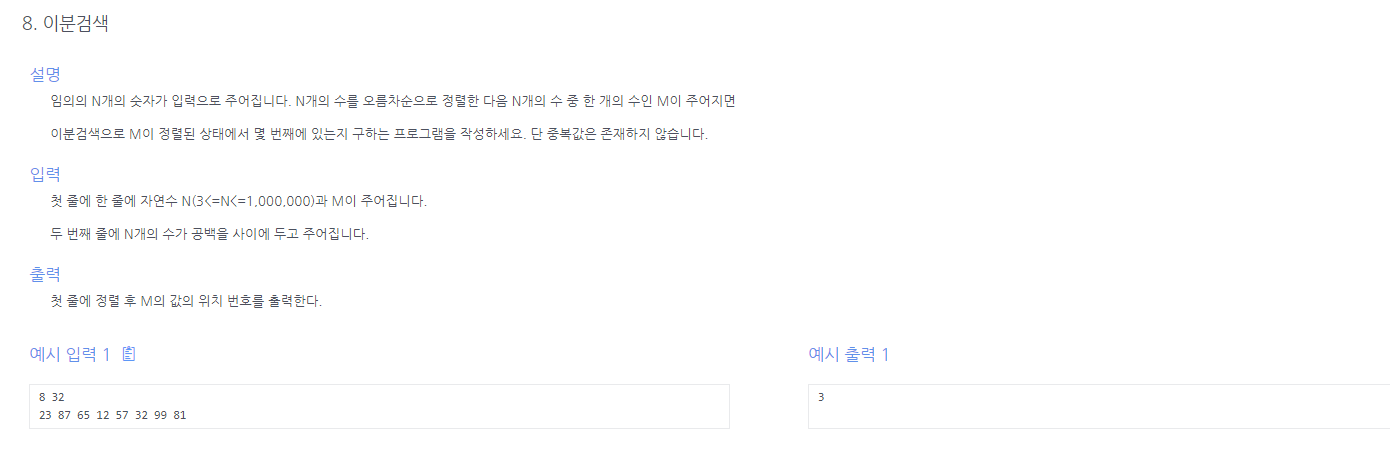 8. 이분검색
설명
임의의 N개의 숫자가 입력으로 주어집니다. N개의 수를 오름차순으로 정렬한 다음 N개의 수 중 한 개의 수인 M이 주어지면
이분검색으로 M이 정렬된 상태에서 몇 번째에 있는지 구하는 프로그램을 작성하세요. 단 중복값은 존재하지 않습니다.
입력
첫 줄에 한 줄에 자연수 N(3<=N<=1,000,000)과 M이 주어집니다.
두 번째 줄에 N개의 수가 공백을 사이에 두고 주어집니다.
출력
첫 줄에 정렬 후 M의 값의 위치 번호를 출력한다.
예시 입력 1
8 32
23 87 65 12 57 32 99 81
예시 출력 1
3